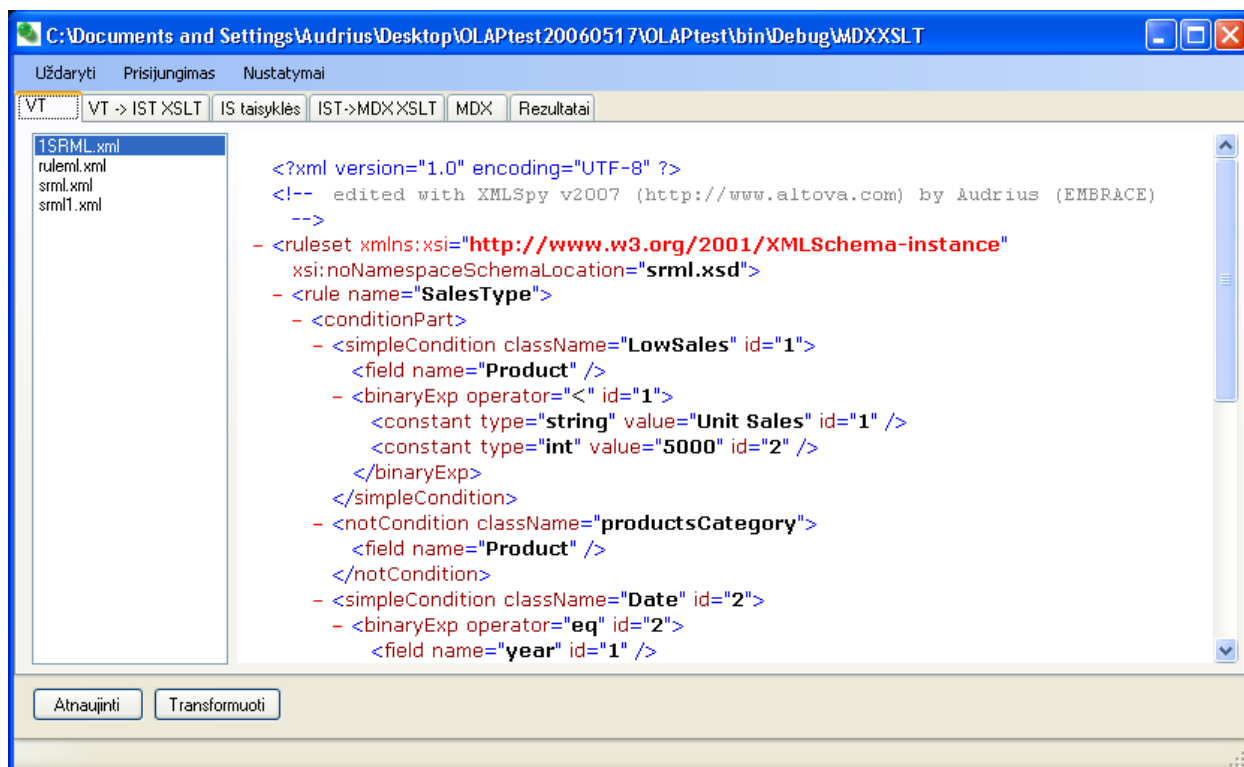 C:\Documents and Settings\Audrius\Desktop\OLAPtest20060517\OLAPtest\bin\Debug\MDXXSLT
Uždaryti Prisijungimas Nustatymai
VT VT -> IST XSLT IS taisyklės IST->MDX XSLT MDX Rezultatai
1SRML.xml
ruleml.xml
srml.xml
srml1.xml
<?xml version="1.0" encoding="UTF-8" ?>
<!-- edited with XMLSpy v2007 (http://www.altova.com) by Audrius (EMBRACE)
-->
- <ruleset xmlns:xsi="http://www.w3.org/2001/XMLSchema-instance"
xsi:noNamespaceSchemaLocation="srml.xsd">
- <rule name="SalesType">
- <conditionPart>
- <simpleCondition className="LowSales" id="1">
<field name="Product" />
- <binaryExp operator="<" id="1">
<constant type="string" value="Unit Sales" id="1" />
<constant type="int" value="5000" id="2" />
</binaryExp>
</simpleCondition>
- <notCondition className="productsCategory">
<field name="Product" />
</notCondition>
- <simpleCondition className="Date" id="2">
- <binaryExp operator="eq" id="2">
<field name="year" id="1" />
Atnaujinti Transformuoti